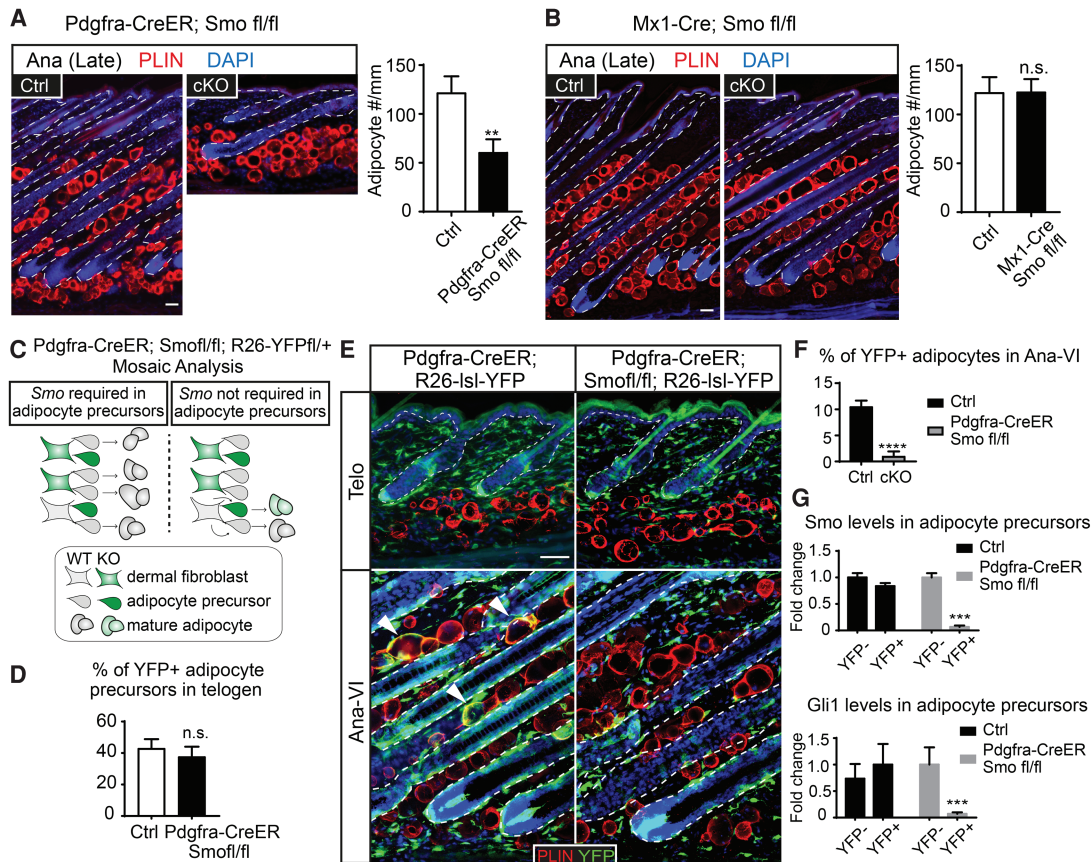 A
Pdgfra-CreER; Smo fl/fl
Ana (Late) PLIN DAPI
Ctrl
cKO
Adipocyte #/mm
150
100
50
0
**
Ctrl
Pdgfra-CreER
Smo fl/fl
B
Mx1-Cre; Smo fl/fl
Ana (Late) PLIN DAPI
Ctrl
cKO
Adipocyte #/mm
150
100
50
0
n.s.
Ctrl
Mx1-Cre
Smo fl/fl
C
Pdgfra-CreER; Smofl/fl; R26-YFPfl/+
Mosaic Analysis
Smo required in
adipocyte precursors
Smo not required in
adipocyte precursors
WT KO
dermal fibroblast
adipocyte precursor
mature adipocyte
D
% of YFP+ adipocyte
precursors in telogen
60
40
20
0
n.s.
Ctrl
Pdgfra-CreER
Smofl/fl
E
Pdgfra-CreER;
R26-lsl-YFP
Pdgfra-CreER;
Smofl/fl; R26-lsl-YFP
Telo
Ana-VI
PLIN YFP
F
% of YFP+ adipocytes in Ana-VI
15
10
5
0
****
Ctrl
cKO
Ctrl
Pdgfra-CreER
Smo fl/fl
G
Smo levels in adipocyte precursors
Fold change
1.5
1.0
0.5
0
***
YFP-
YFP+
YFP-
YFP+
Ctrl
Pdgfra-CreER
Smo fl/fl
Gli1 levels in adipocyte precursors
Fold change
1.5
1.0
0.5
0
***
YFP-
YFP+
YFP-
YFP+
Ctrl
Pdgfra-CreER
Smo fl/fl